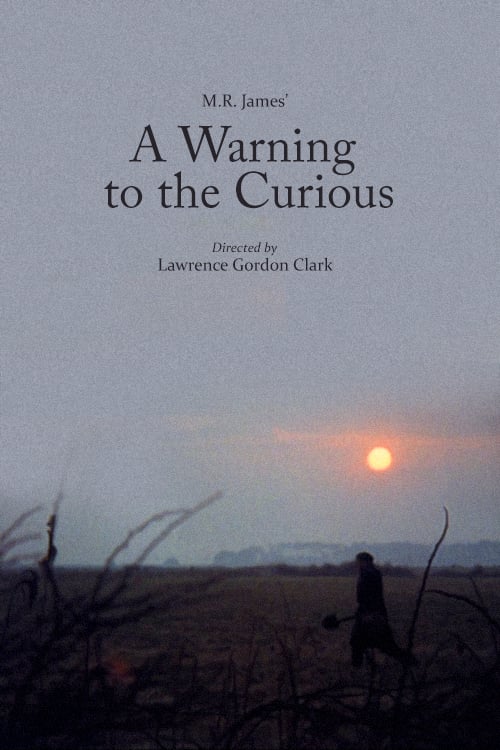 M.R. James’
A Warning
to the Curious
Directed by
Lawrence Gordon Clark